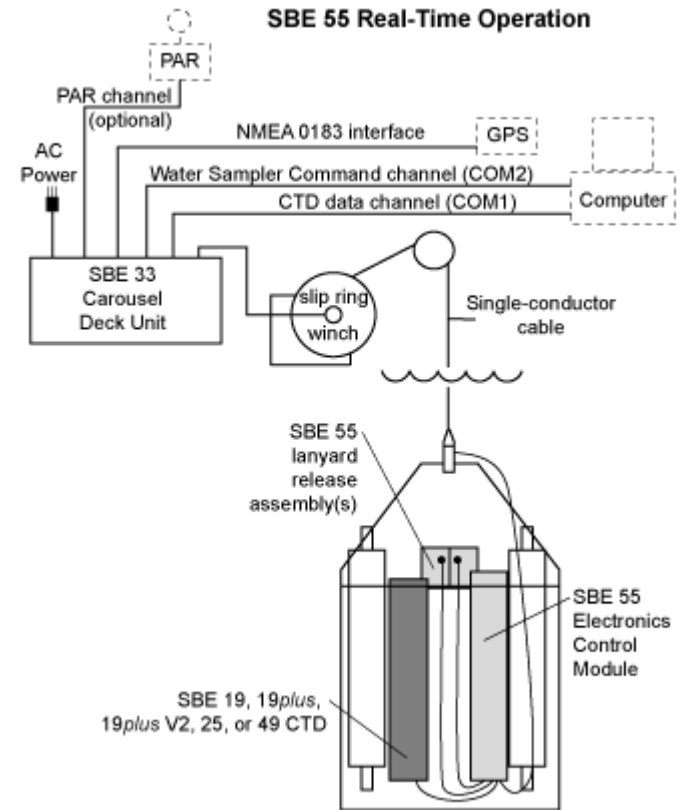 SBE 55 Real-Time Operation
PAR
PAR channel
(optional)
NMEA 0183 interface
GPS
AC
Power
Water Sampler Command channel (COM2)
CTD data channel (COM1)
Computer
SBE 33
Carousel
Deck Unit
slip ring
winch
Single-conductor
cable
SBE 55
lanyard
release
assembly(s)
SBE 55
Electronics
Control
Module
SBE 19, 19plus,
19plus V2, 25, or 49 CTD